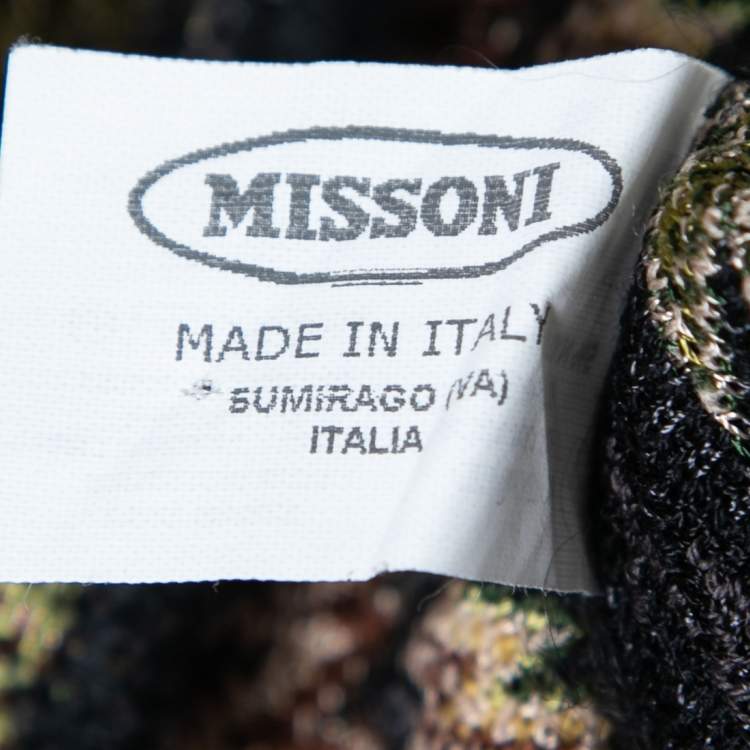 MISSONI
MADE IN ITALY
SUMIRAGO (VA)
ITALIA